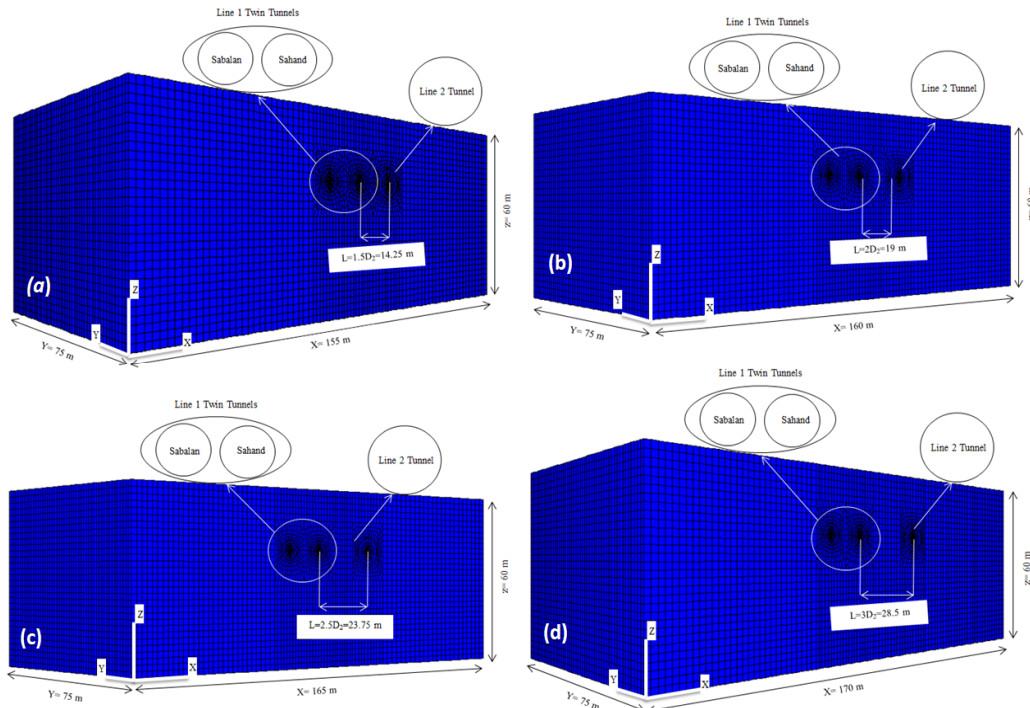 Line 1 Twin Tunnels
Sabalan
Sahand
Line 2 Tunnel
z= 60 m
L=1.5D₂=14.25 m
(a)
Z
Y
X
Y= 75 m
X= 155 m
Line 1 Twin Tunnels
Sabalan
Sahand
Line 2 Tunnel
L=2D₂=19 m
(b)
Z
Y
X
Y= 75 m
X= 160 m
Line 1 Twin Tunnels
Sabalan
Sahand
Line 2 Tunnel
z= 60 m
L=2.5D₂=23.75 m
(c)
Z
Y
X
Y= 75 m
X= 165 m
Line 1 Twin Tunnels
Sabalan
Sahand
Line 2 Tunnel
z= 60 m
L=3D₂=28.5 m
(d)
Z
Y
X
Y= 75 m
X= 170 m